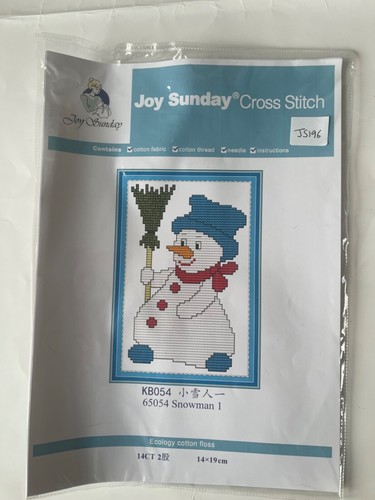 Joy Sunday® Cross Stitch
Joy Sunday
JS196
Contains ☑cotton fabric ☑cotton thread ☑needle ☑instructions
KB054 小雪人一
65054 Snowman 1
Ecology cotton floss
14CT 2股 14×19cm